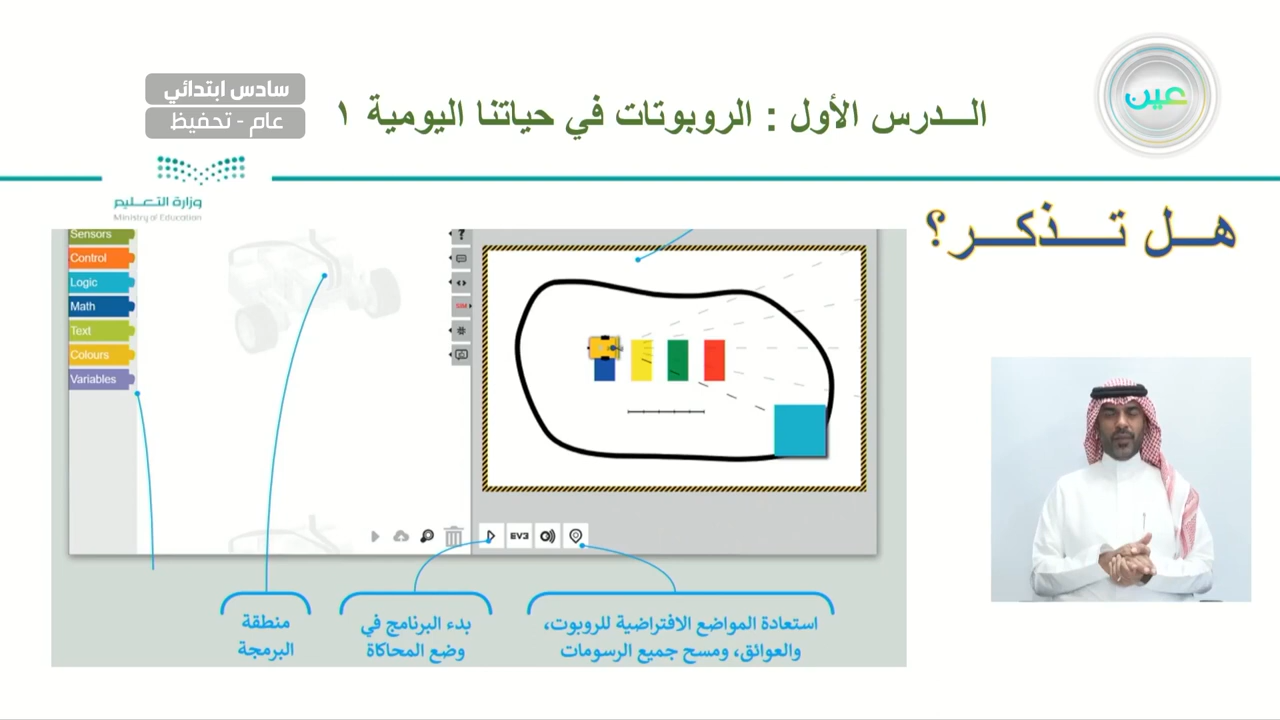 عين
سادس ابتدائي
عام - تحفيظ
الـــدرس الأول : الروبوتات في حياتنا اليومية ١
وزارة التعـــليم
Ministry of Education
هـــل تـــذكـــر؟
Sensors
Control
Logic
Math
Text
Colours
Variables
?
SIM
EV3
منطقة
البرمجة
بدء البرنامج في
وضع المحاكاة
استعادة المواضع الافتراضية للروبوت،
والعوائق، ومسح جميع الرسومات